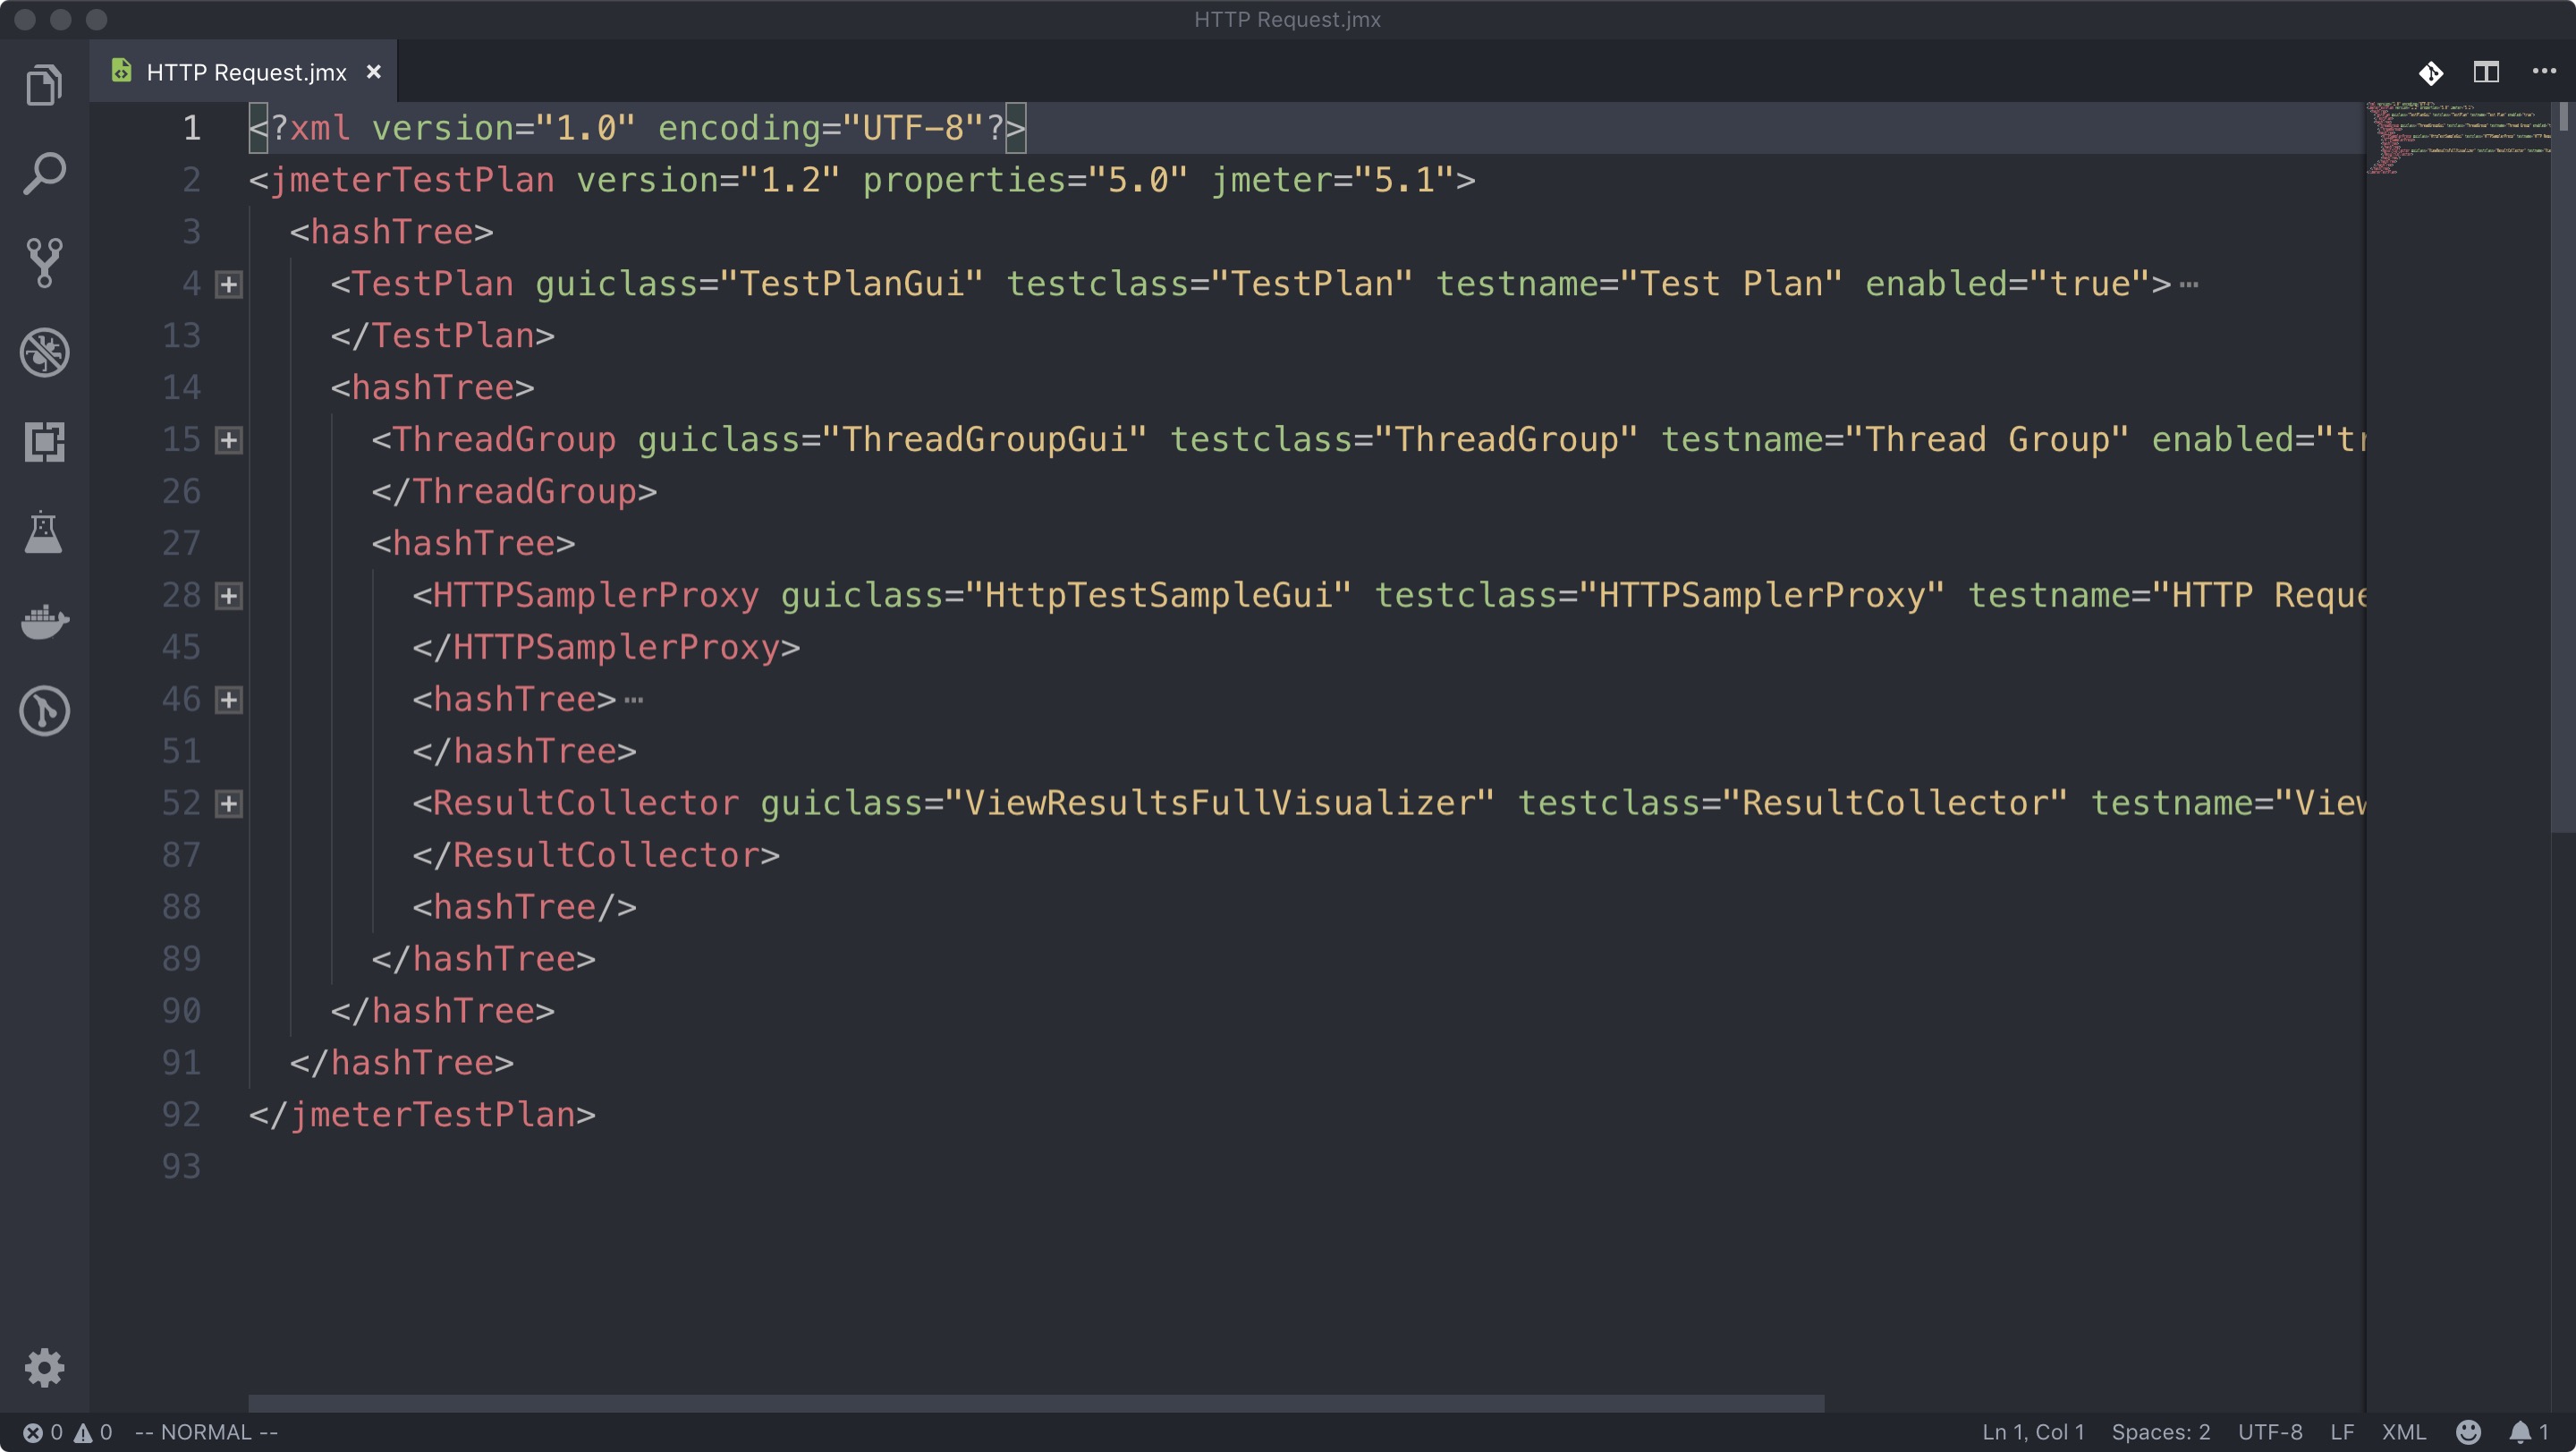 HTTP Request.jmx
HTTP Request.jmx
1 <?xml version="1.0" encoding="UTF-8"?>
2 <jmeterTestPlan version="1.2" properties="5.0" jmeter="5.1">
3 <hashTree>
4 <TestPlan guiclass="TestPlanGui" testclass="TestPlan" testname="Test Plan" enabled="true">⋯
13 </TestPlan>
14 <hashTree>
15 <ThreadGroup guiclass="ThreadGroupGui" testclass="ThreadGroup" testname="Thread Group" enabled="tr
26 </ThreadGroup>
27 <hashTree>
28 <HTTPSamplerProxy guiclass="HttpTestSampleGui" testclass="HTTPSamplerProxy" testname="HTTP Reque
45 </HTTPSamplerProxy>
46 <hashTree>⋯
51 </hashTree>
52 <ResultCollector guiclass="ViewResultsFullVisualizer" testclass="ResultCollector" testname="View
87 </ResultCollector>
88 <hashTree/>
89 </hashTree>
90 </hashTree>
91 </hashTree>
92 </jmeterTestPlan>
93
0 0 -- NORMAL -- Ln 1, Col 1 Spaces: 2 UTF-8 LF XML 1